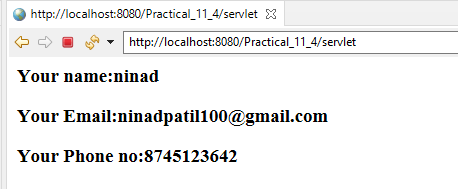 http://localhost:8080/Practical_11_4/servlet
http://localhost:8080/Practical_11_4/servlet
Your name:ninad
Your Email:ninadpatil100@gmail.com
Your Phone no:8745123642